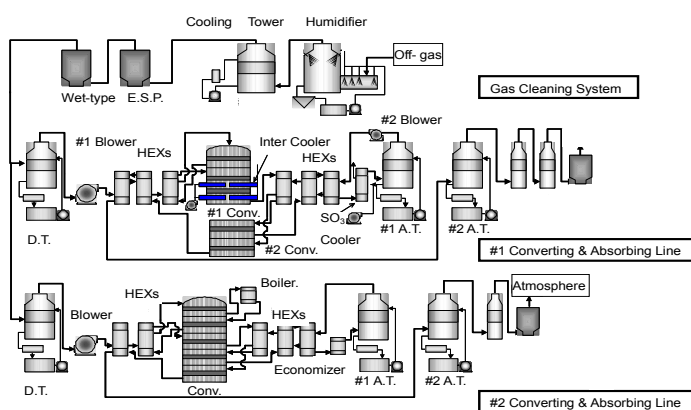 Cooling Tower Humidifier
Off- gas
Wet-type E.S.P.
Gas Cleaning System
#1 Blower
HEXs
Inter Cooler
#2 Blower
HEXs
#1 Conv.
SO3
Cooler
#2 Conv.
D.T.
#1 A.T.
#2 A.T.
#1 Converting & Absorbing Line
Blower
HEXs
Boiler.
HEXs
Atmosphere
Economizer
D.T.
Conv.
#1 A.T.
#2 A.T.
#2 Converting & Absorbing Line